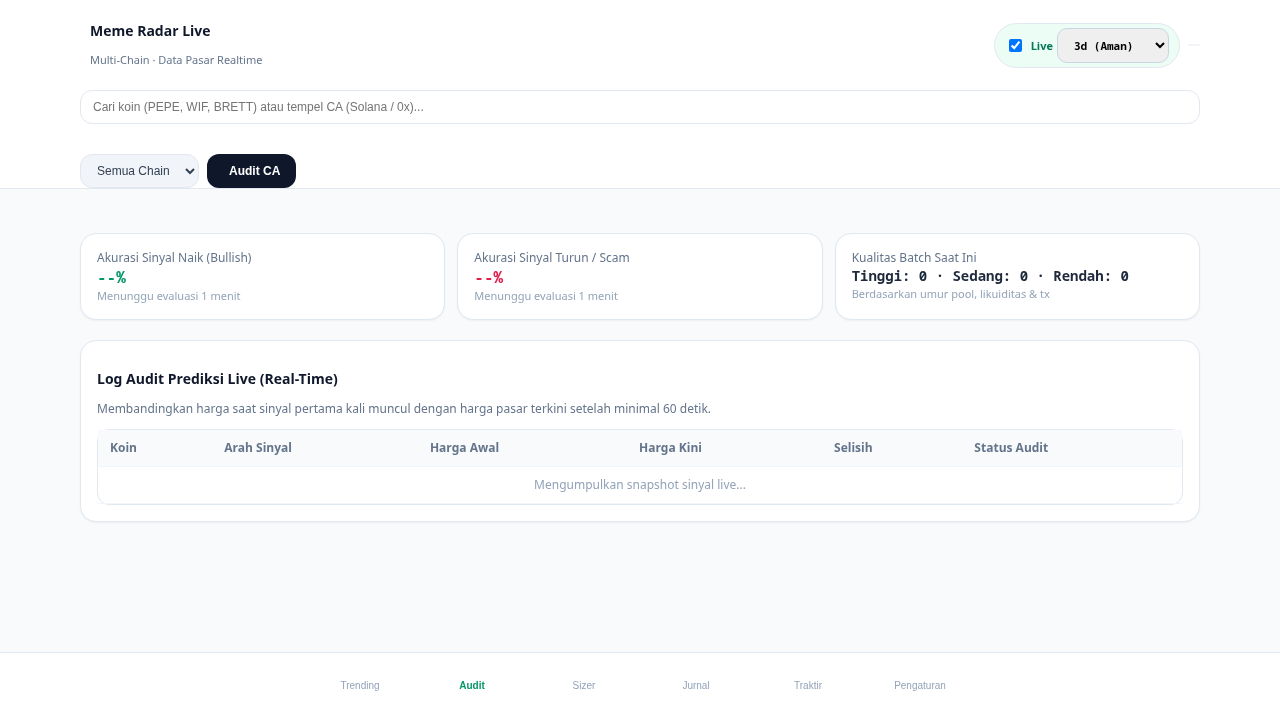 Meme Radar Live
Multi-Chain · Data Pasar Realtime
Live 3d (Aman)
Cari koin (PEPE, WIF, BRETT) atau tempel CA (Solana / 0x)...
Semua Chain Audit CA
Akurasi Sinyal Naik (Bullish)
--%
Menunggu evaluasi 1 menit
Akurasi Sinyal Turun / Scam
--%
Menunggu evaluasi 1 menit
Kualitas Batch Saat Ini
Tinggi: 0 · Sedang: 0 · Rendah: 0
Berdasarkan umur pool, likuiditas & tx
Log Audit Prediksi Live (Real-Time)
Membandingkan harga saat sinyal pertama kali muncul dengan harga pasar terkini setelah minimal 60 detik.
Koin Arah Sinyal Harga Awal Harga Kini Selisih Status Audit
Mengumpulkan snapshot sinyal live...
Trending Audit Sizer Jurnal Traktir Pengaturan